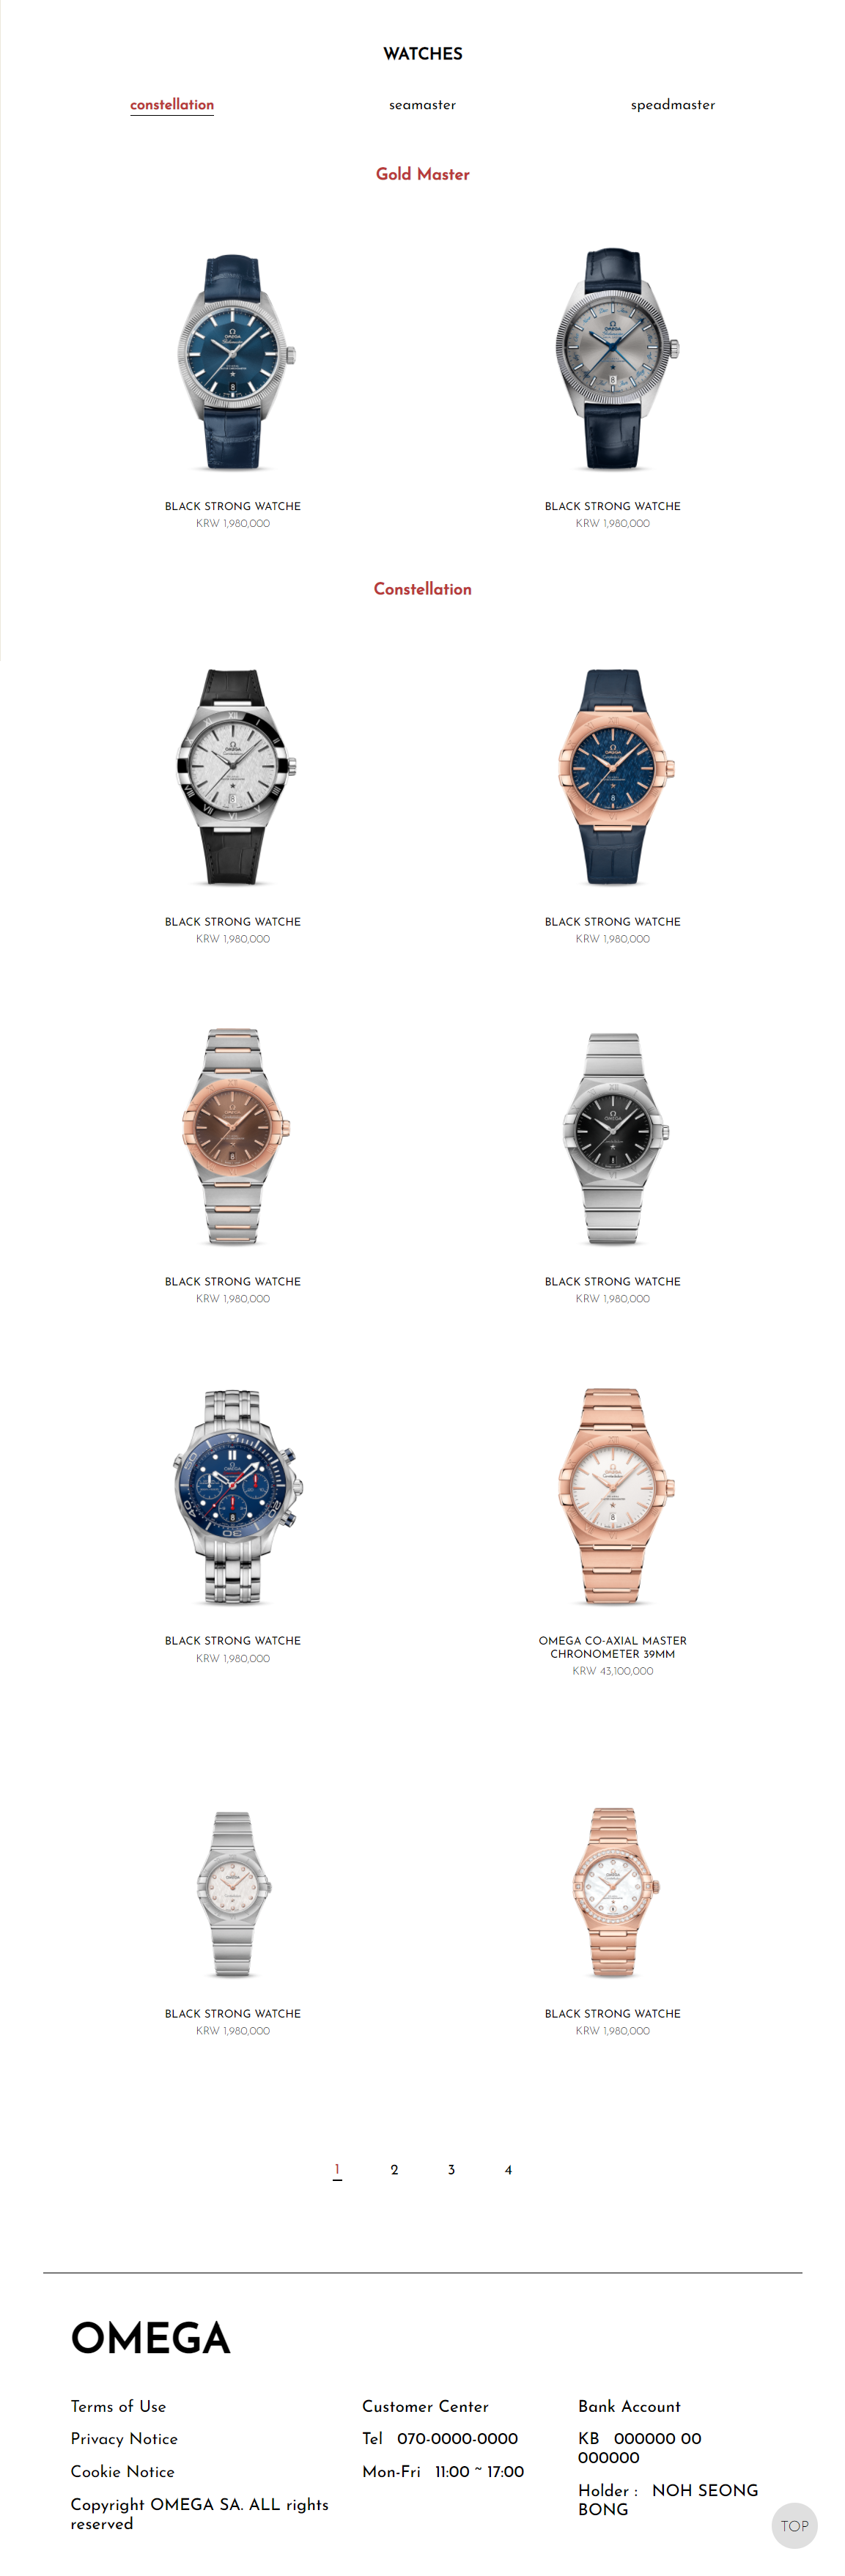 WATCHES
constellation
seamaster
speadmaster
Gold Master
BLACK STRONG WATCHE
KRW 1,980,000
BLACK STRONG WATCHE
KRW 1,980,000
Constellation
BLACK STRONG WATCHE
KRW 1,980,000
BLACK STRONG WATCHE
KRW 1,980,000
BLACK STRONG WATCHE
KRW 1,980,000
BLACK STRONG WATCHE
KRW 1,980,000
BLACK STRONG WATCHE
KRW 1,980,000
OMEGA CO-AXIAL MASTER
CHRONOMETER 39MM
KRW 43,100,000
BLACK STRONG WATCHE
KRW 1,980,000
BLACK STRONG WATCHE
KRW 1,980,000
1 2 3 4
OMEGA
Terms of Use
Privacy Notice
Cookie Notice
Copyright OMEGA SA. ALL rights
reserved
Customer Center
Tel 070-0000-0000
Mon-Fri 11:00 ~ 17:00
Bank Account
KB 000000 00
000000
Holder : NOH SEONG
BONG
TOP